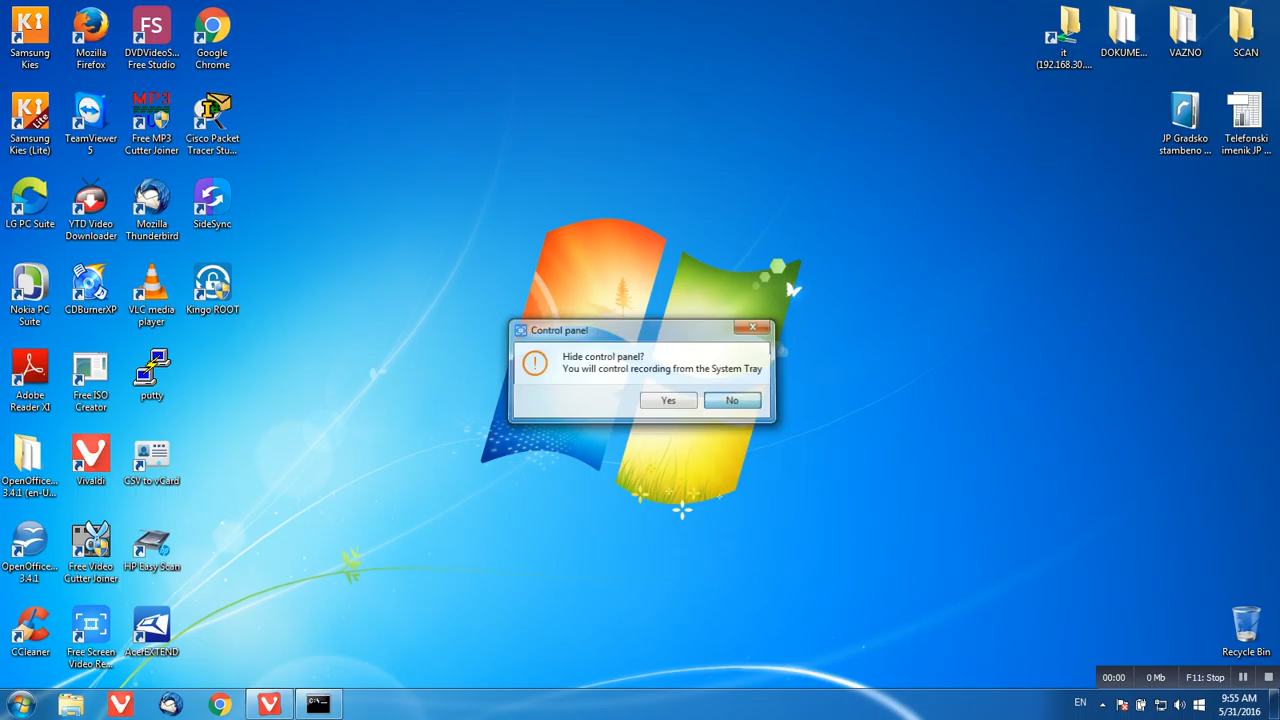 Samsung
Kies
Mozilla
Firefox
FS
DVDVideoS...
Free Studio
Google
Chrome
it
(192.168.30....
DOKUME...
VAZNO
SCAN
Samsung
Kies (Lite)
TeamViewer
5
MP3
Free MP3
Cutter Joiner
Cisco Packet
Tracer Stu...
JP Gradsko
stambeno ...
Telefonski
imenik JP ...
LG PC Suite
YTD Video
Downloader
Mozilla
Thunderbird
SideSync
Nokia PC
Suite
CDBurnerXP
VLC media
player
Kingo ROOT
Control panel
Hide control panel?
You will control recording from the System Tray
Yes
No
Adobe
Reader XI
Free ISO
Creator
putty
OpenOffice...
3.4.1 (en-U...
Vivaldi
CSV to vCard
OpenOffice...
3.4.1
Free Video
Cutter Joiner
HP Easy Scan
CCleaner
Free Screen
Video Re...
AcerEXTEND
Recycle Bin
00:00
0 Mb
F11: Stop
EN
9:55 AM
5/31/2016